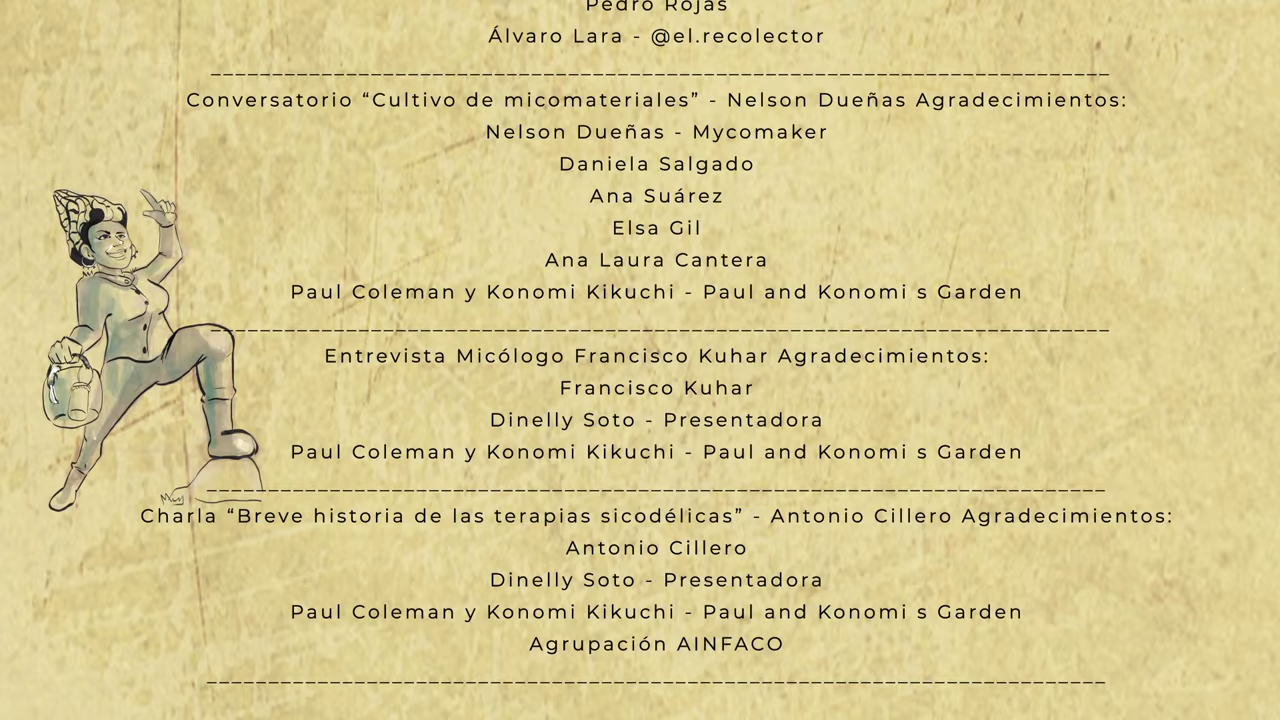 Pedro Rojas
Álvaro Lara - @el.recolector
Conversatorio “Cultivo de micomateriales” - Nelson Dueñas Agradecimientos:
Nelson Dueñas - Mycomaker
Daniela Salgado
Ana Suárez
Elsa Gil
Ana Laura Cantera
Paul Coleman y Konomi Kikuchi - Paul and Konomi s Garden
Entrevista Micólogo Francisco Kuhar Agradecimientos:
Francisco Kuhar
Dinelly Soto - Presentadora
Paul Coleman y Konomi Kikuchi - Paul and Konomi s Garden
Charla “Breve historia de las terapias sicodélicas” - Antonio Cillero Agradecimientos:
Antonio Cillero
Dinelly Soto - Presentadora
Paul Coleman y Konomi Kikuchi - Paul and Konomi s Garden
Agrupación AINFACO